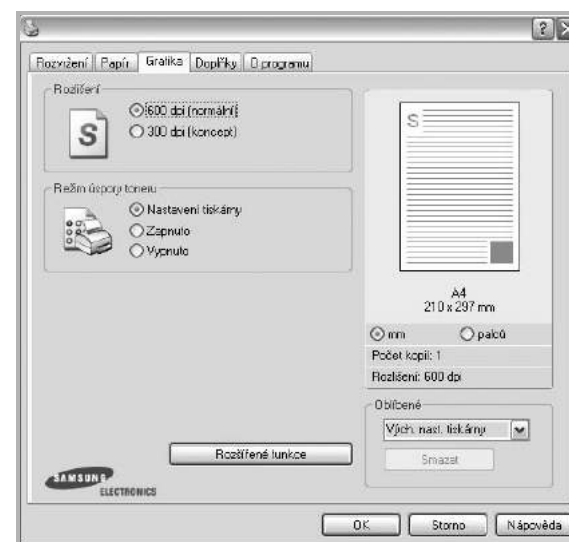 Rozvržení Papír Grafika Doplňky O programu
Rozlišení
600 dpi (normální)
300 dpi (koncept)
S
Režim úspory toneru
Nastavení tiskárny
Zapnuto
Vypnuto
S
A4
210 x 297 mm
mm palců
Počet kopií: 1
Rozlišení: 600 dpi
Oblíbené
Vých. nast. tiskárny
Smazat
Rozšířené funkce
SAMSUNG
ELECTRONICS
OK Storno Nápověda